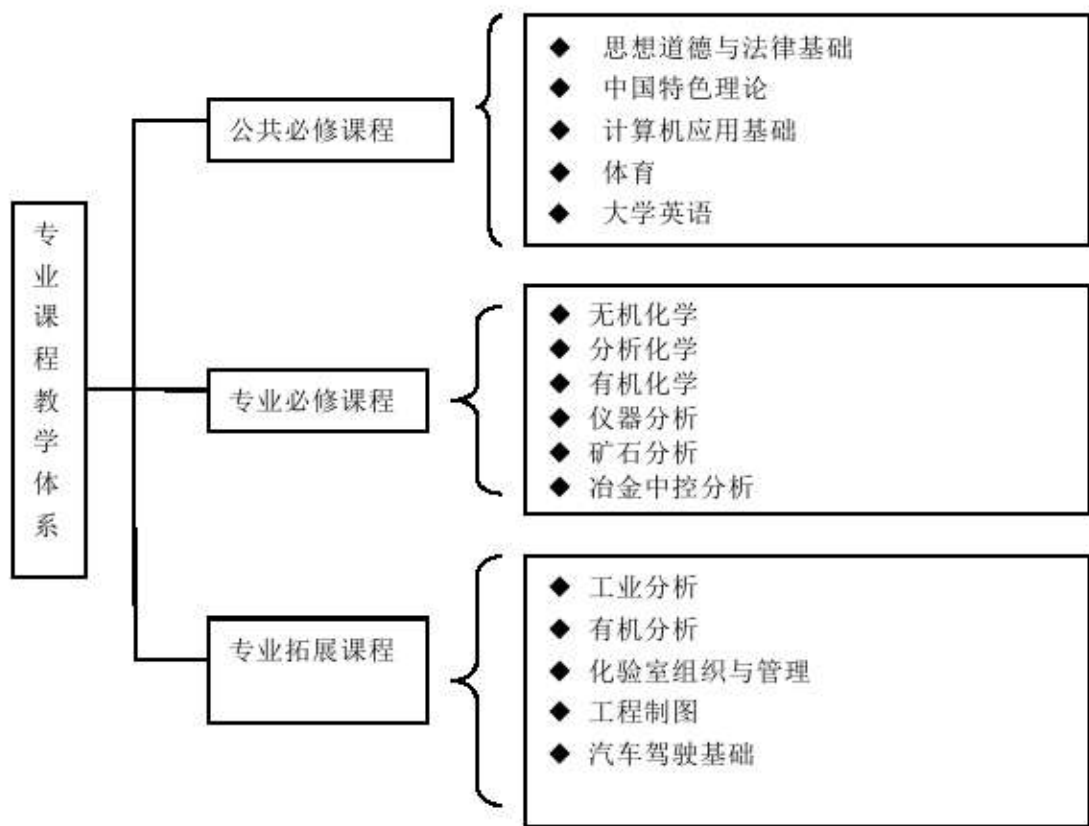 专业课程教学体系
公共必修课程
◆ 思想道德与法律基础
◆ 中国特色理论
◆ 计算机应用基础
◆ 体育
◆ 大学英语
专业必修课程
◆ 无机化学
◆ 分析化学
◆ 有机化学
◆ 仪器分析
◆ 矿石分析
◆ 冶金中控分析
专业拓展课程
◆ 工业分析
◆ 有机分析
◆ 化验室组织与管理
◆ 工程制图
◆ 汽车驾驶基础